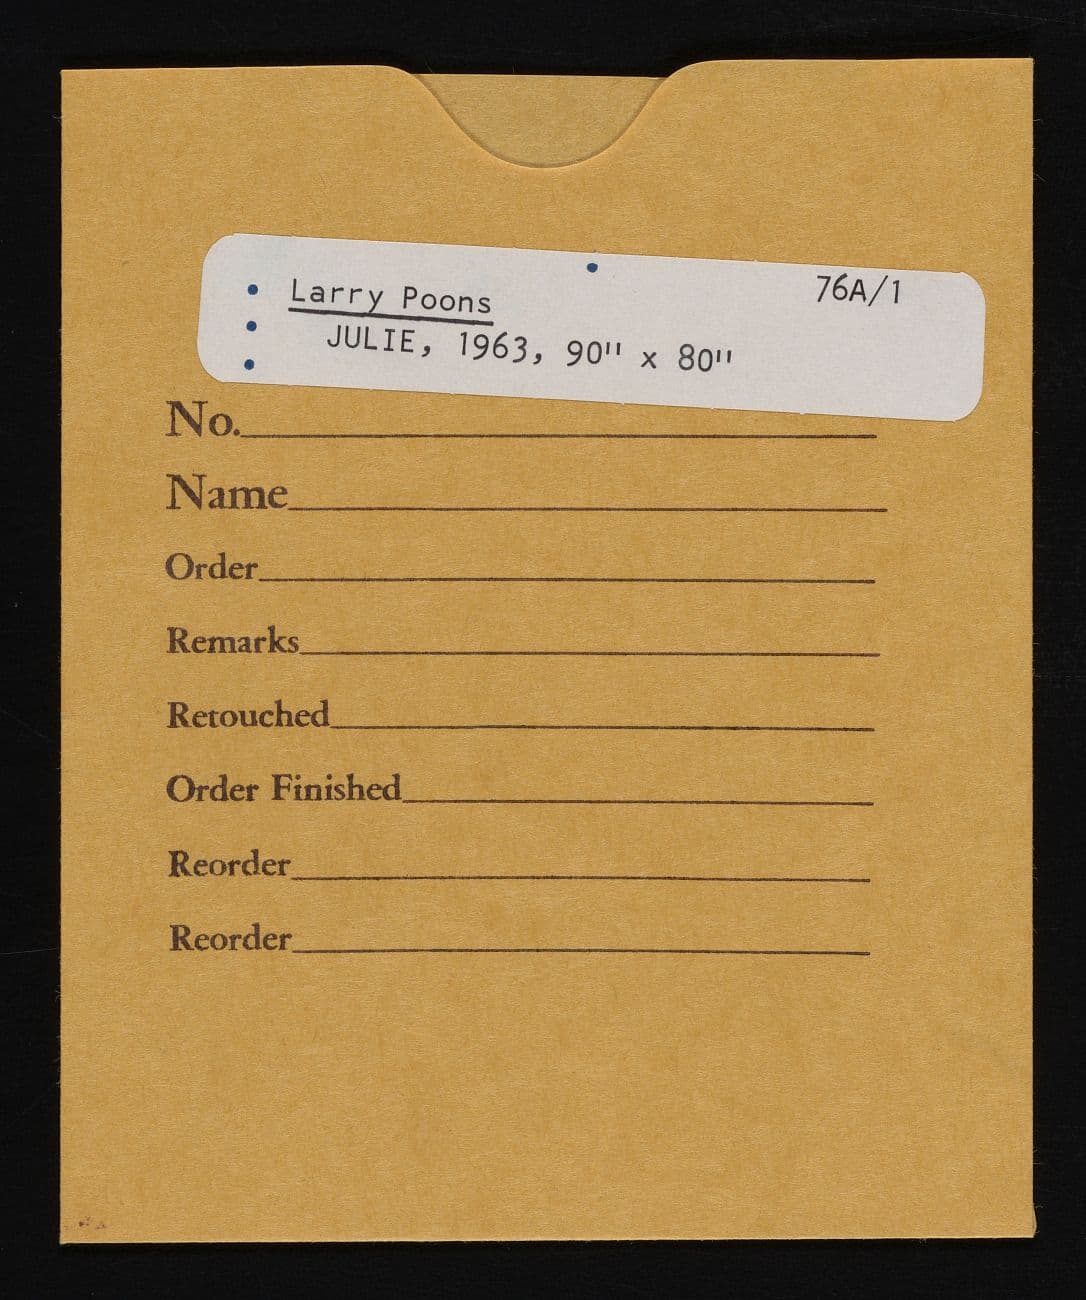 76A/1
Larry Poons
JULIE, 1963, 90" x 80"
No.
Name
Order
Remarks
Retouched
Order Finished
Reorder
Reorder